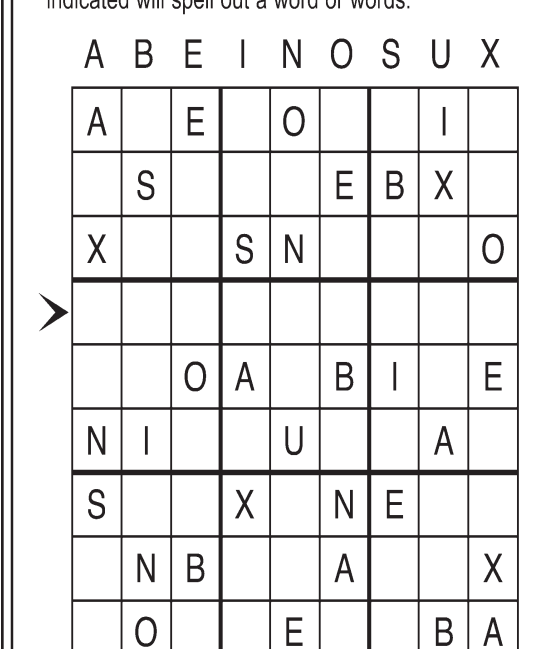 indicated will spell out a word or words.
A B E I N O S U X
A E O I
S E B X
X S N O
O A B I E
N I U A
S X N E
N B A X
O E B A